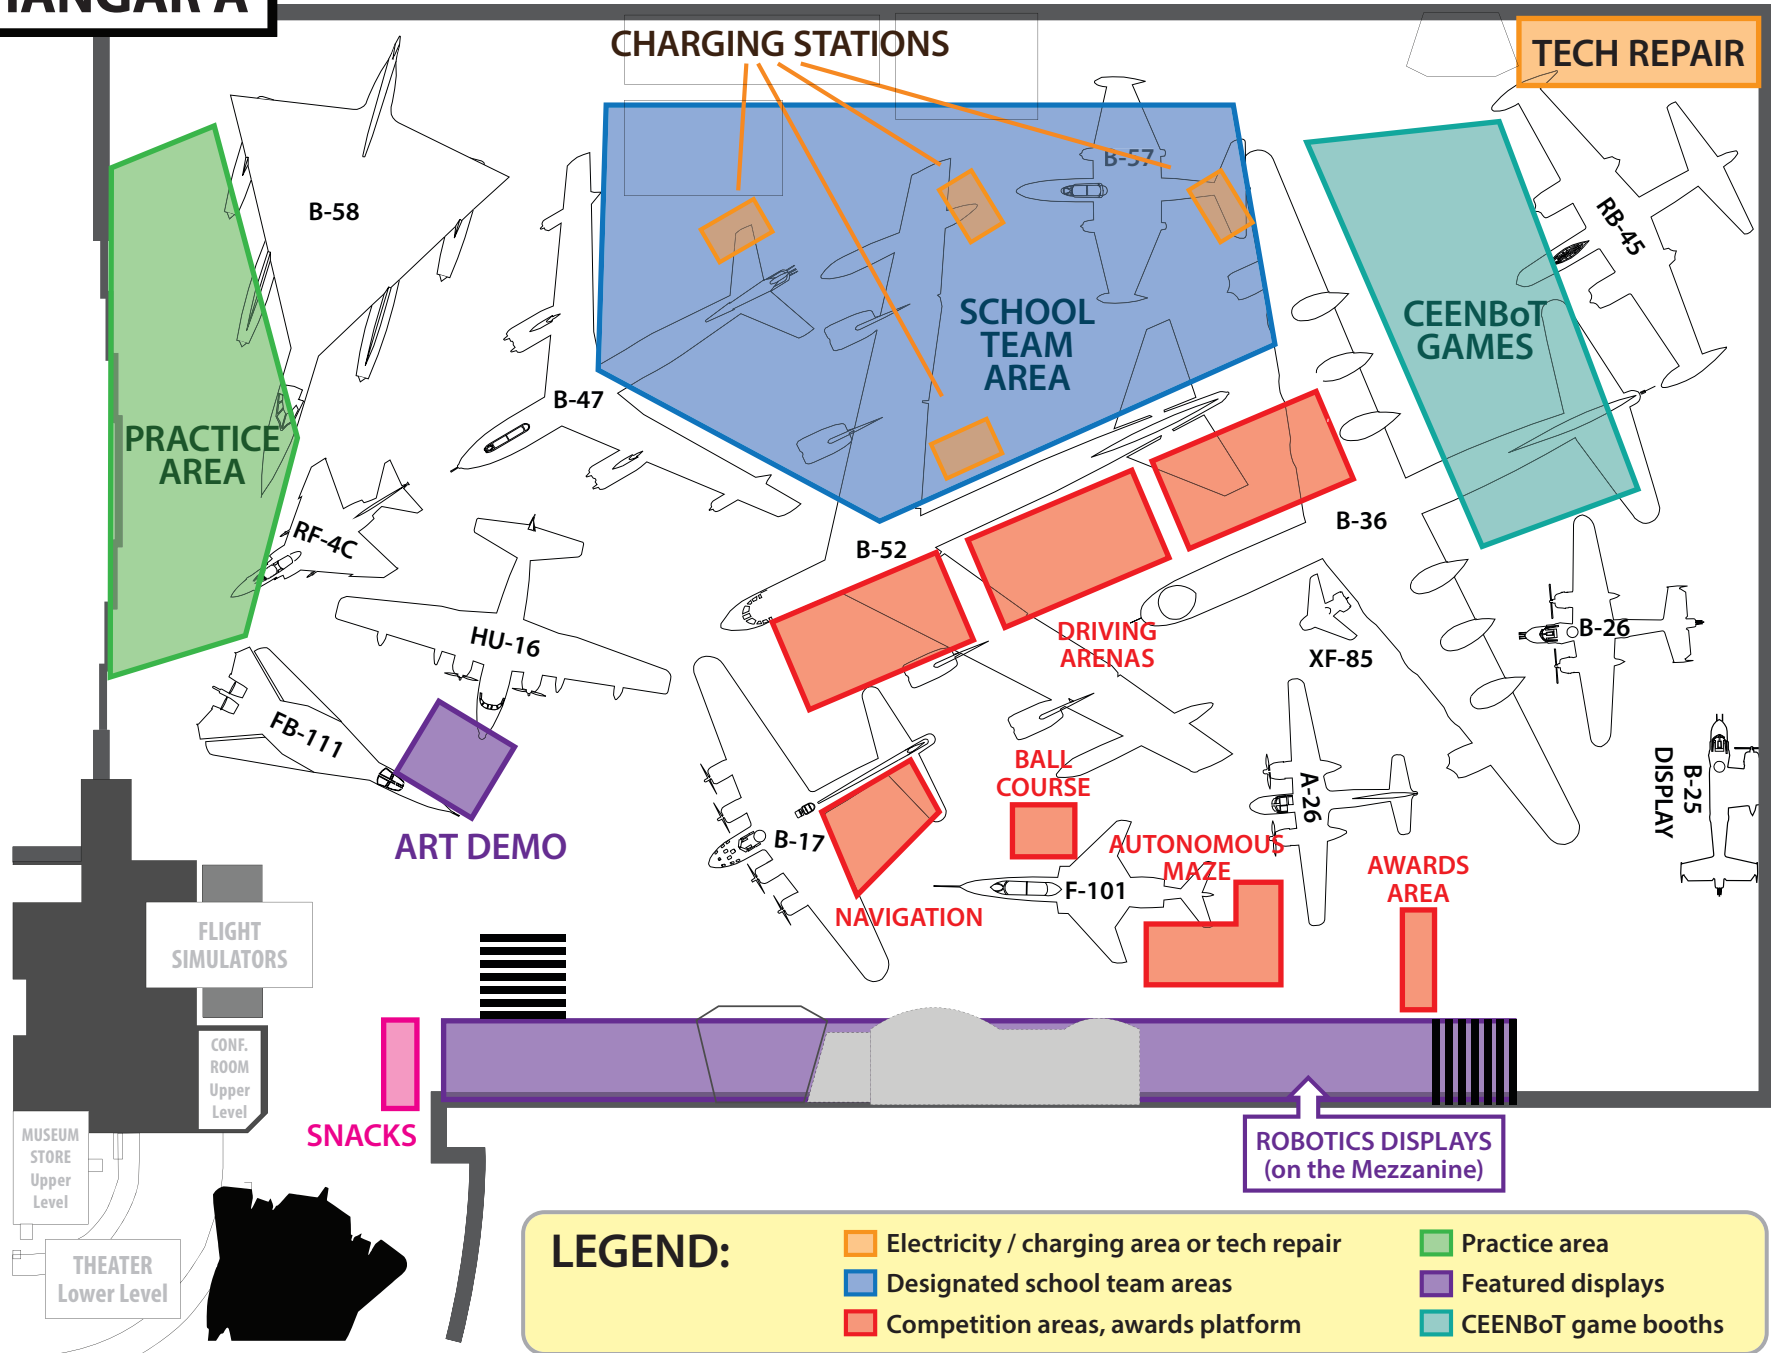 HANGAR A
CHARGING STATIONS
TECH REPAIR
B-57
B-58
RB-45
SCHOOL
TEAM
AREA
CEENBoT
GAMES
B-47
PRACTICE
AREA
B-36
RF-4C
B-52
HU-16
DRIVING
ARENAS
B-26
XF-85
FB-111
BALL
COURSE
A-26
B-25
DISPLAY
ART DEMO
B-17
AUTONOMOUS
MAZE
AWARDS
AREA
F-101
NAVIGATION
FLIGHT
SIMULATORS
CONF.
ROOM
Upper
Level
SNACKS
MUSEUM
STORE
Upper
Level
ROBOTICS DISPLAYS
(on the Mezzanine)
THEATER
Lower Level
LEGEND:
Electricity / charging area or tech repair
Designated school team areas
Competition areas, awards platform
Practice area
Featured displays
CEENBoT game booths